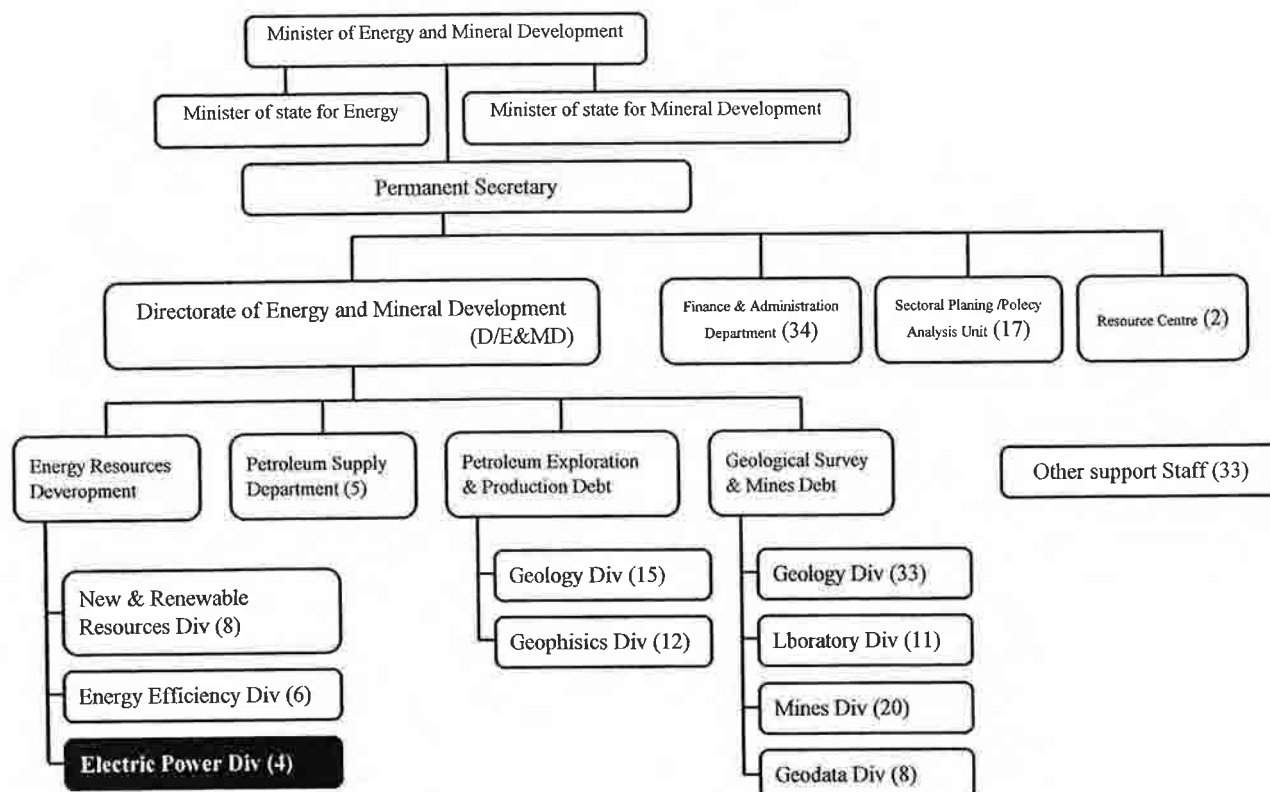 Minister of Energy and Mineral Development
Minister of state for Energy
Minister of state for Mineral Development
Permanent Secretary
Directorate of Energy and Mineral Development
(D/E&MD)
Finance & Administration
Department (34)
Sectoral Planing /Polecy
Analysis Unit (17)
Resource Centre (2)
Energy Resources
Deveropment
Petroleum Supply
Department (5)
Petroleum Exploration
& Production Debt
Geological Survey
& Mines Debt
Other support Staff (33)
New & Renewable
Resources Div (8)
Energy Efficiency Div (6)
Electric Power Div (4)
Geology Div (15)
Geophisics Div (12)
Geology Div (33)
Lboratory Div (11)
Mines Div (20)
Geodata Div (8)